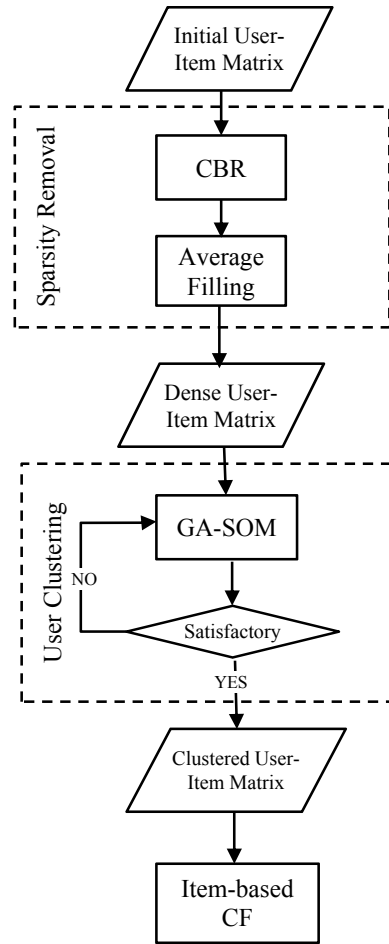 Initial User-
Item Matrix
Sparsity Removal
CBR
Average
Filling
Dense User-
Item Matrix
User Clustering
GA-SOM
NO
Satisfactory
YES
Clustered User-
Item Matrix
Item-based
CF